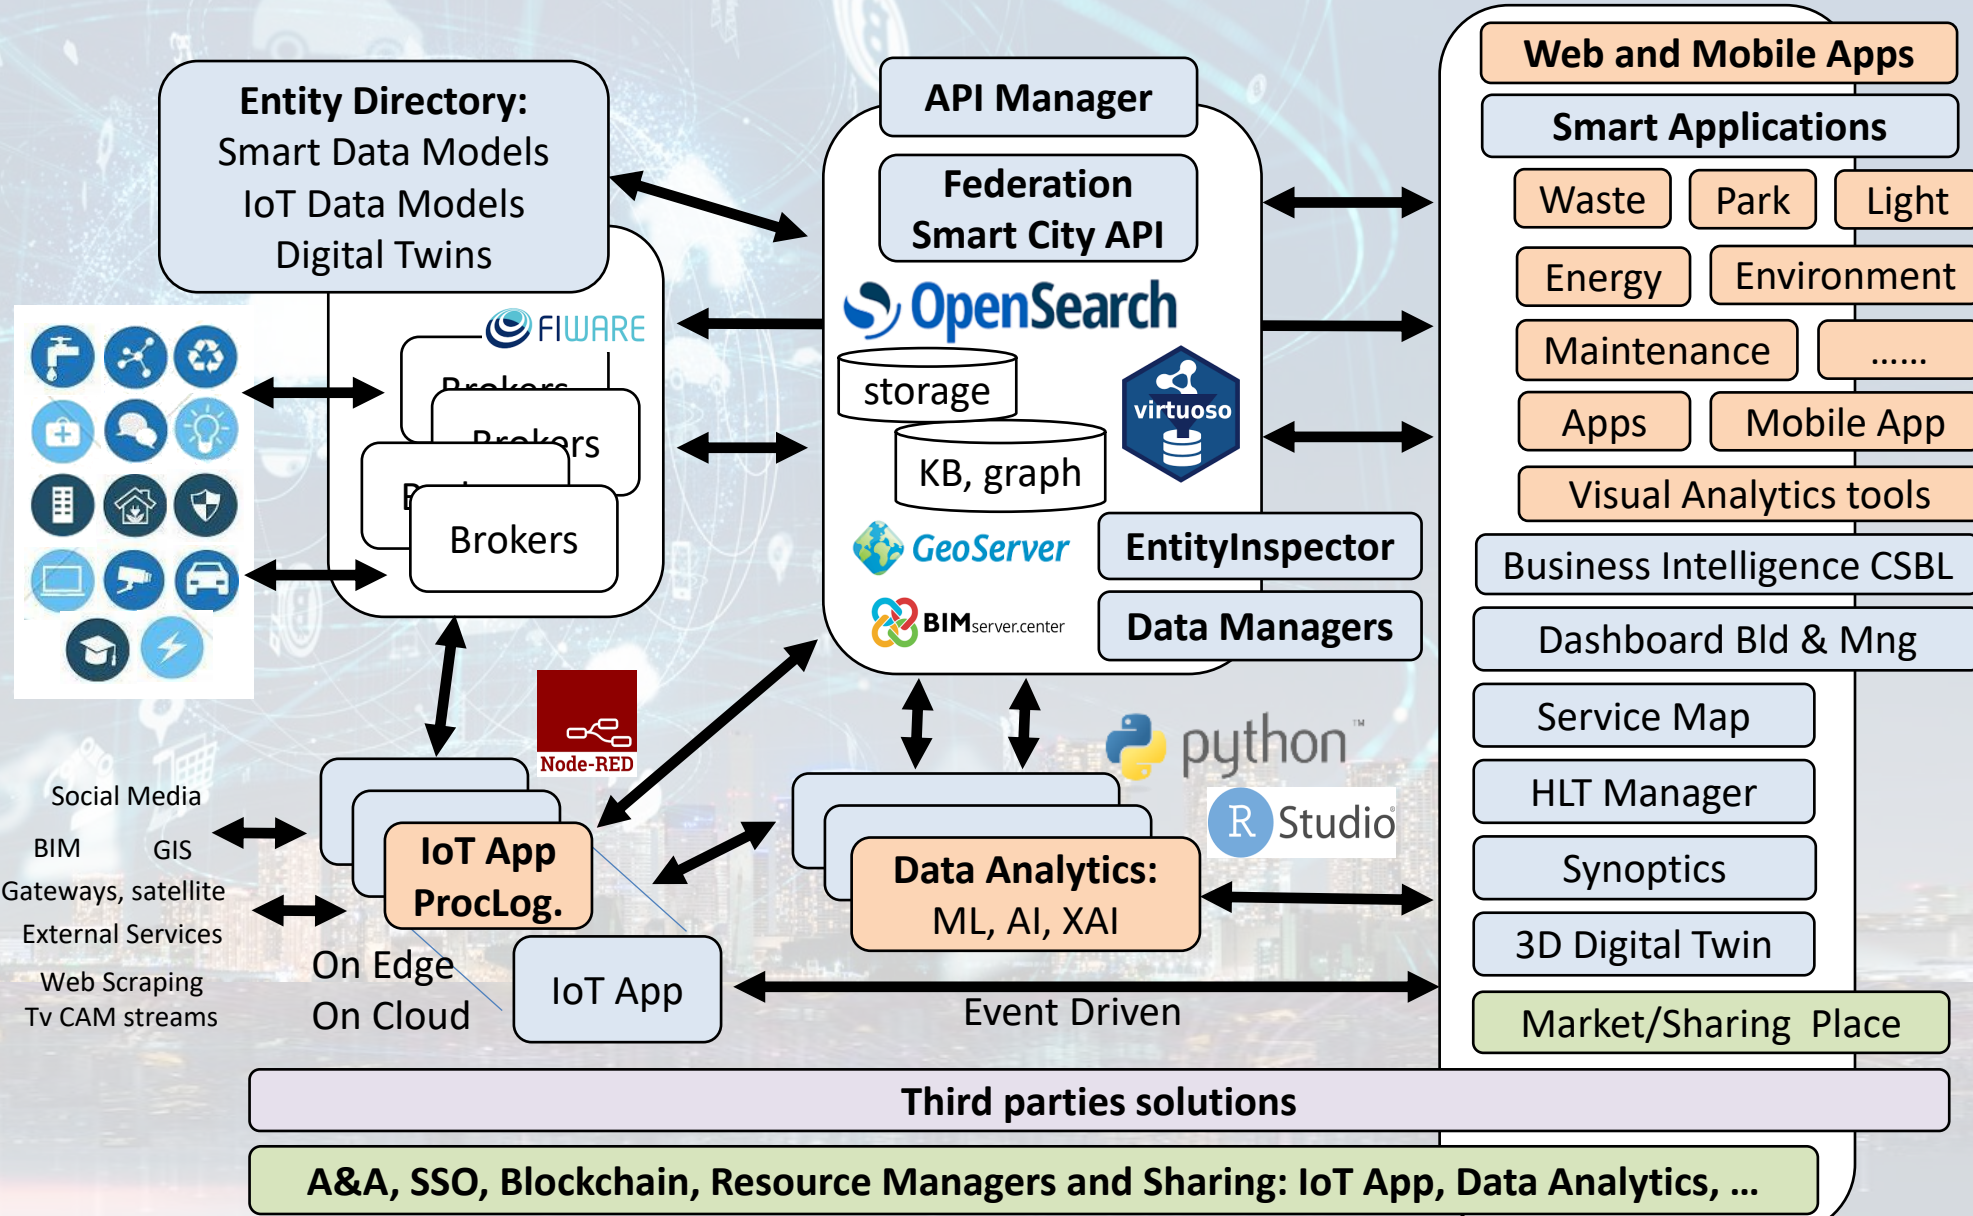 Entity Directory:
Smart Data Models
IoT Data Models
Digital Twins
FIWARE
Brokers
Brokers
Brokers
API Manager
Federation
Smart City API
OpenSearch
storage
virtuoso
KB, graph
GeoServer
EntityInspector
BIMserver.center
Data Managers
Node-RED
python™
R Studio
Social Media
BIM GIS
Gateways, satellite
External Services
Web Scraping
Tv CAM streams
IoT App
ProcLog.
On Edge
On Cloud
IoT App
Data Analytics:
ML, AI, XAI
Event Driven
Web and Mobile Apps
Smart Applications
Waste Park Light
Energy Environment
Maintenance ......
Apps Mobile App
Visual Analytics tools
Business Intelligence CSBL
Dashboard Bld & Mng
Service Map
HLT Manager
Synoptics
3D Digital Twin
Market/Sharing Place
Third parties solutions
A&A, SSO, Blockchain, Resource Managers and Sharing: IoT App, Data Analytics, ...